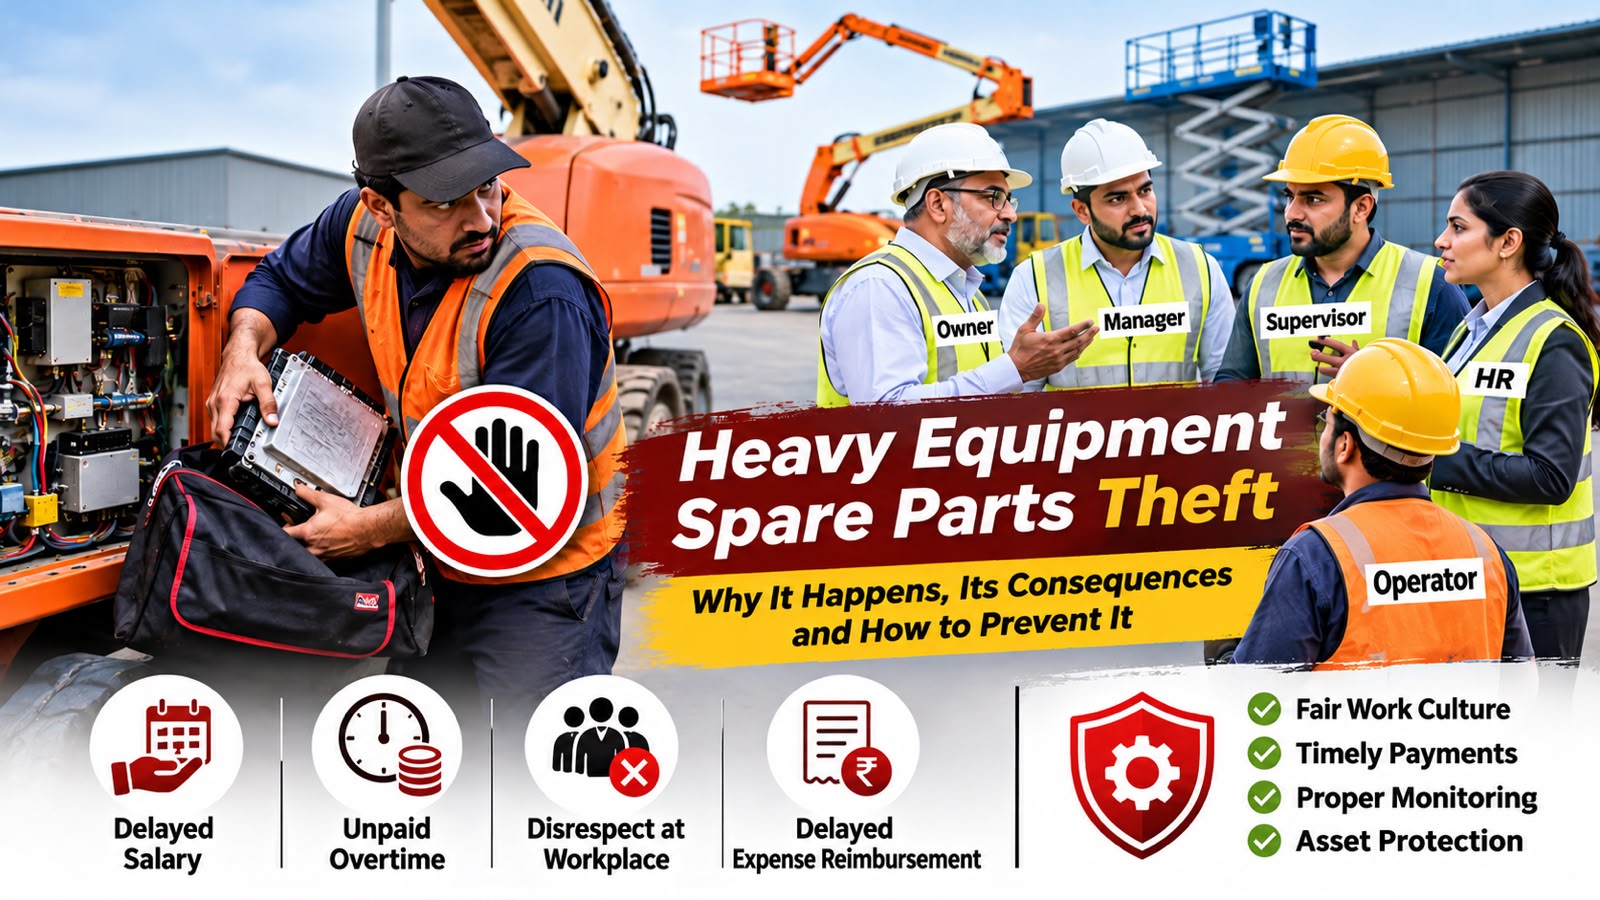 Owner
Manager
Supervisor
HR
Operator
Heavy Equipment
Spare Parts Theft
Why It Happens, Its Consequences
and How to Prevent It
Delayed
Salary
Unpaid
Overtime
Disrespect at
Workplace
₹
Delayed
Expense Reimbursement
Fair Work Culture
Timely Payments
Proper Monitoring
Asset Protection